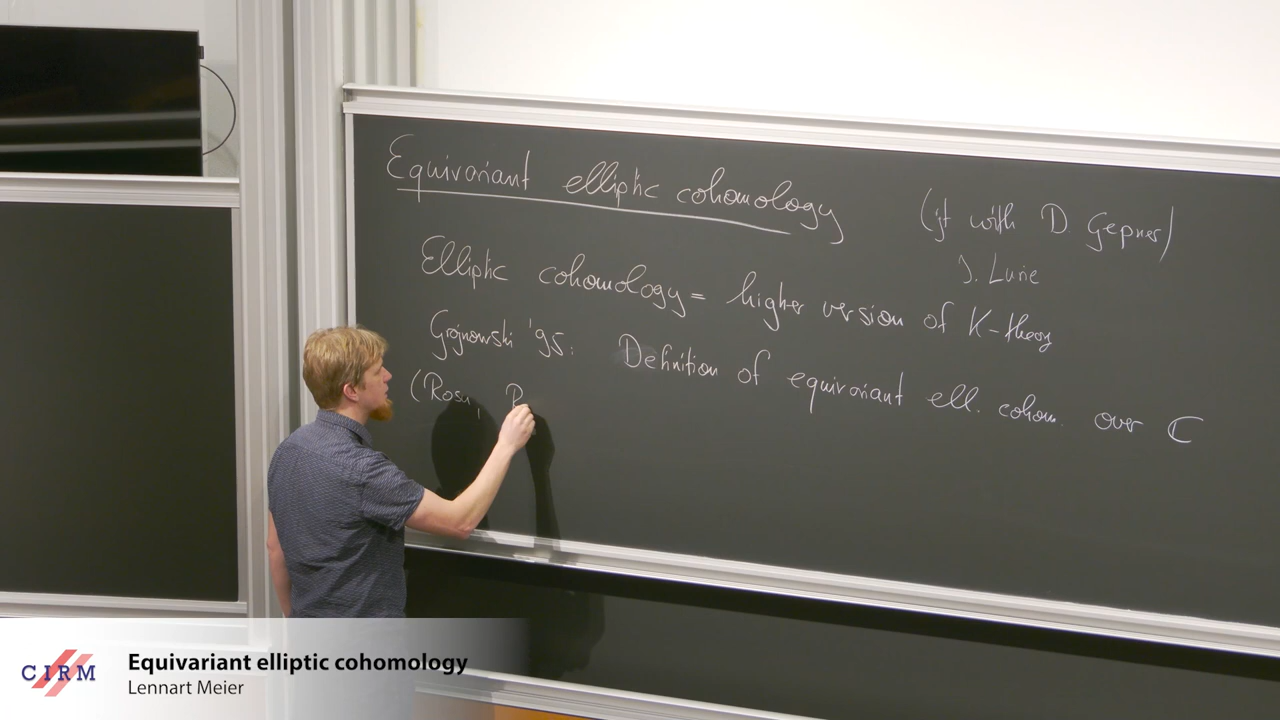 Equivariant elliptic cohomology (jt with D Gepner)
J. Lurie
Elliptic cohomology = higher version of K-theory
Grojnowski '95: Definition of equivariant ell. cohom. over ℂ
(Rosu,
CIRM
Equivariant elliptic cohomology
Lennart Meier